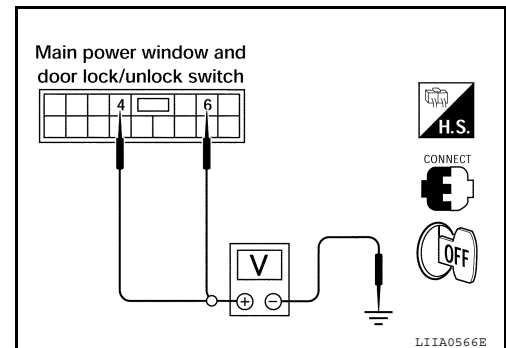 Main power window and
door lock/unlock switch
4 6
H.S.
CONNECT
V
OFF
+ −
LIIA0566E